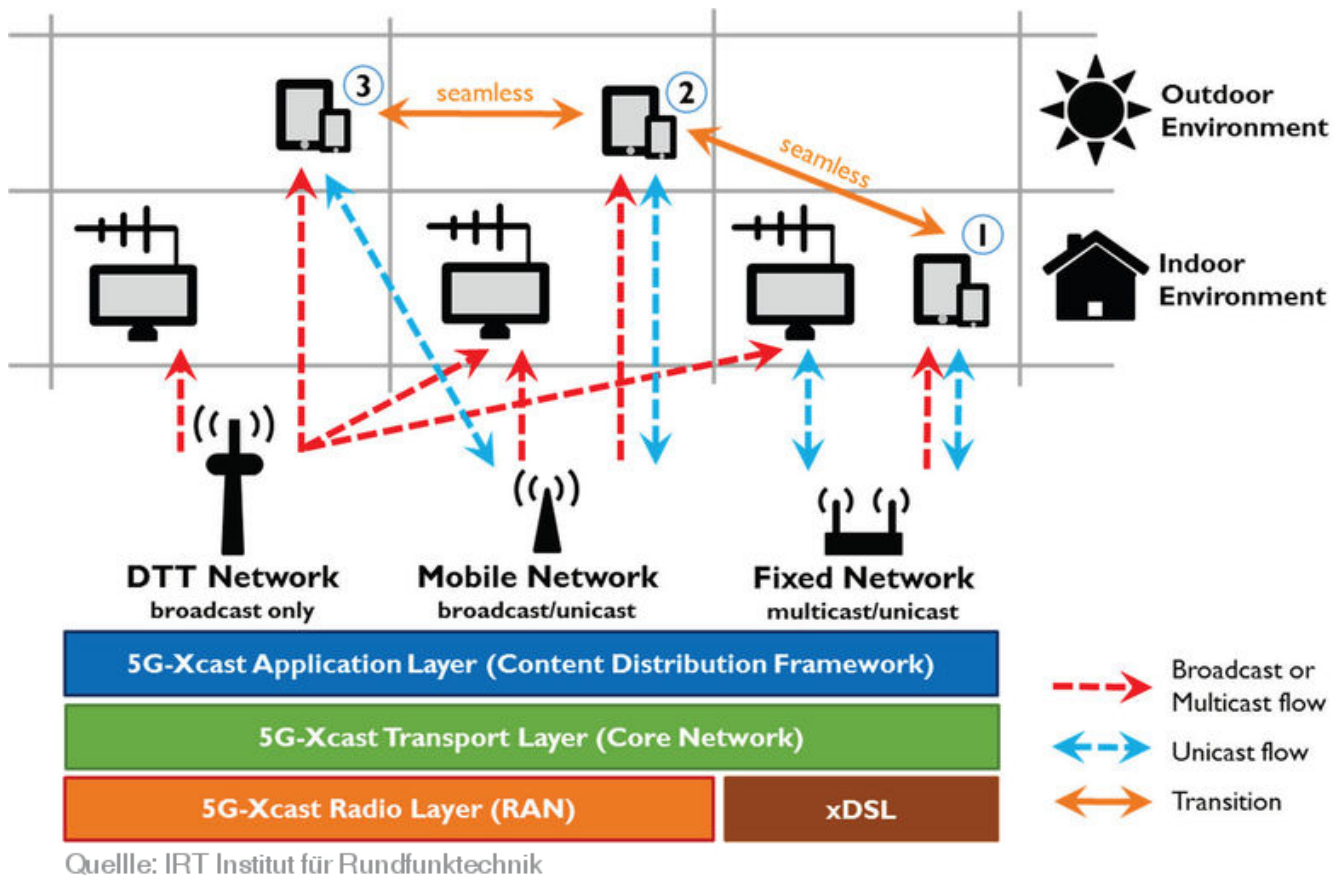 3
seamless
2
seamless
1
Outdoor
Environment
Indoor
Environment
DTT Network
broadcast only
Mobile Network
broadcast/unicast
Fixed Network
multicast/unicast
5G-Xcast Application Layer (Content Distribution Framework)
5G-Xcast Transport Layer (Core Network)
5G-Xcast Radio Layer (RAN)
xDSL
Broadcast or
Multicast flow
Unicast flow
Transition
Quellle: IRT Institut für Rundfunktechnik